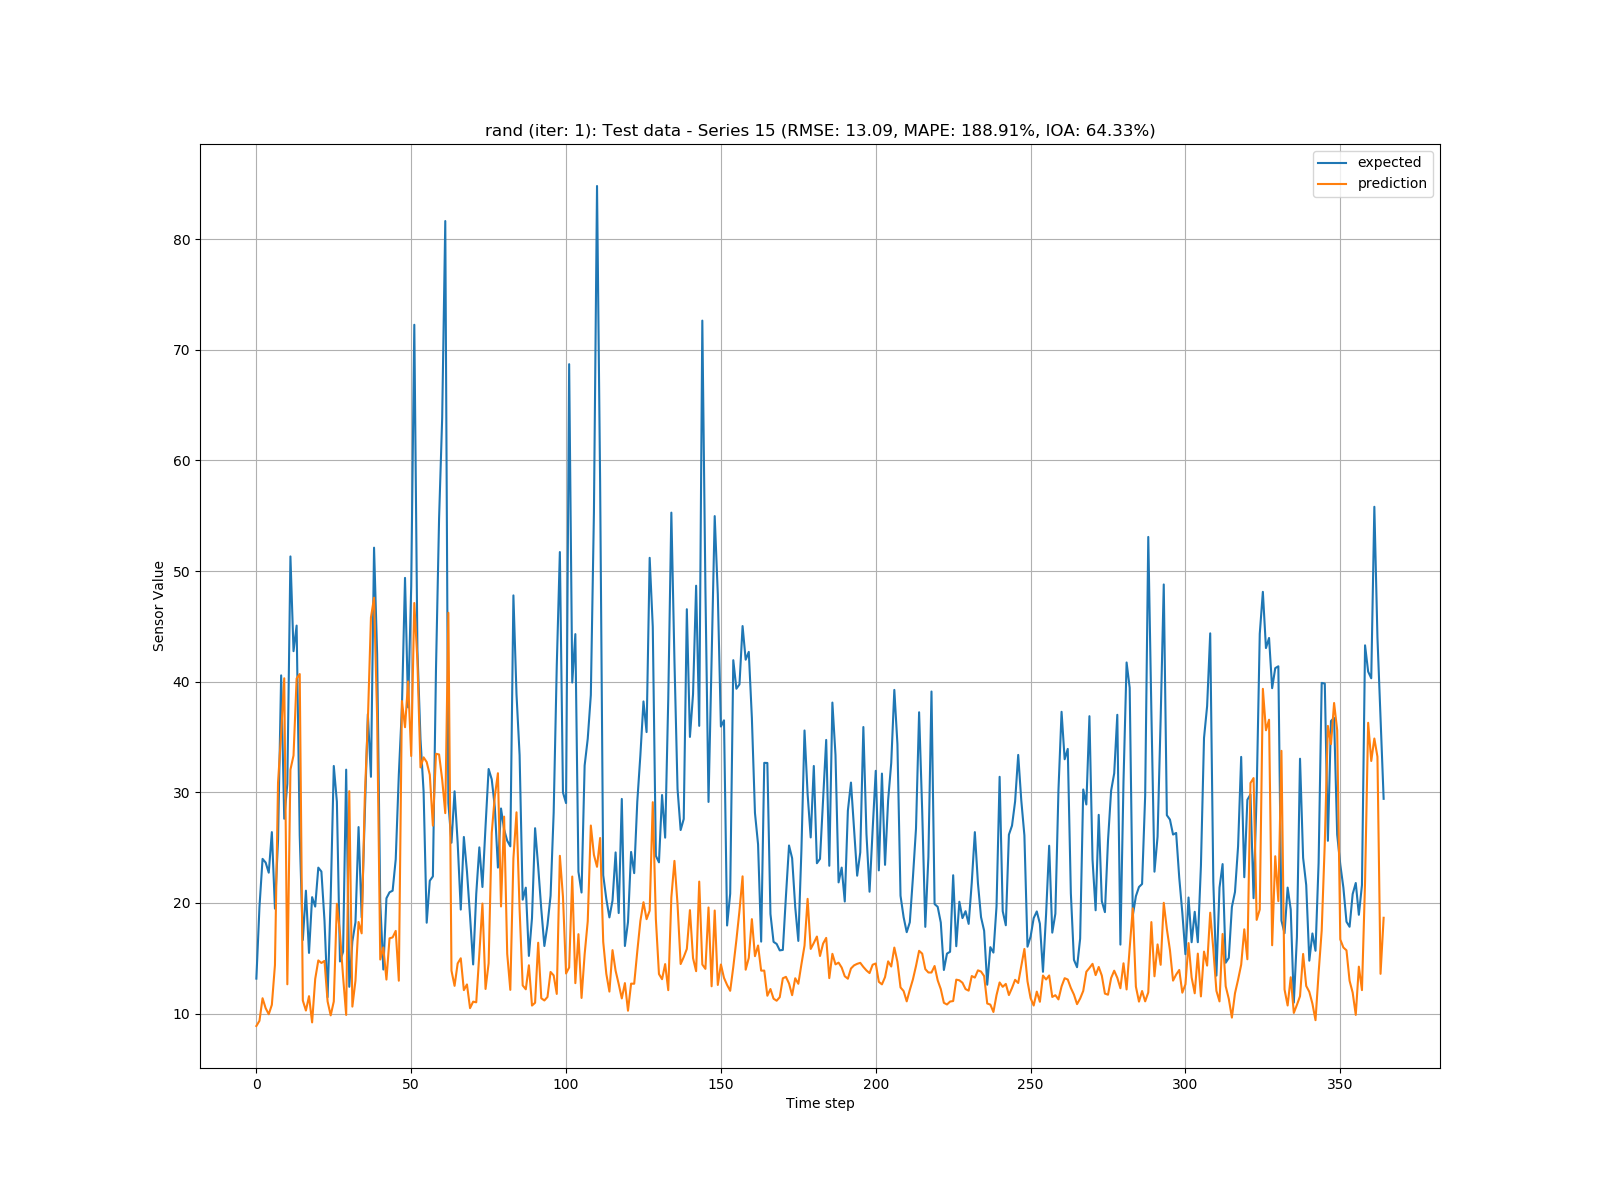 rand (iter: 1): Test data - Series 15 (RMSE: 13.09, MAPE: 188.91%, IOA: 64.33%)
expected
prediction
80
70
60
50
40
30
20
10
Sensor Value
0 50 100 150 200 250 300 350
Time step